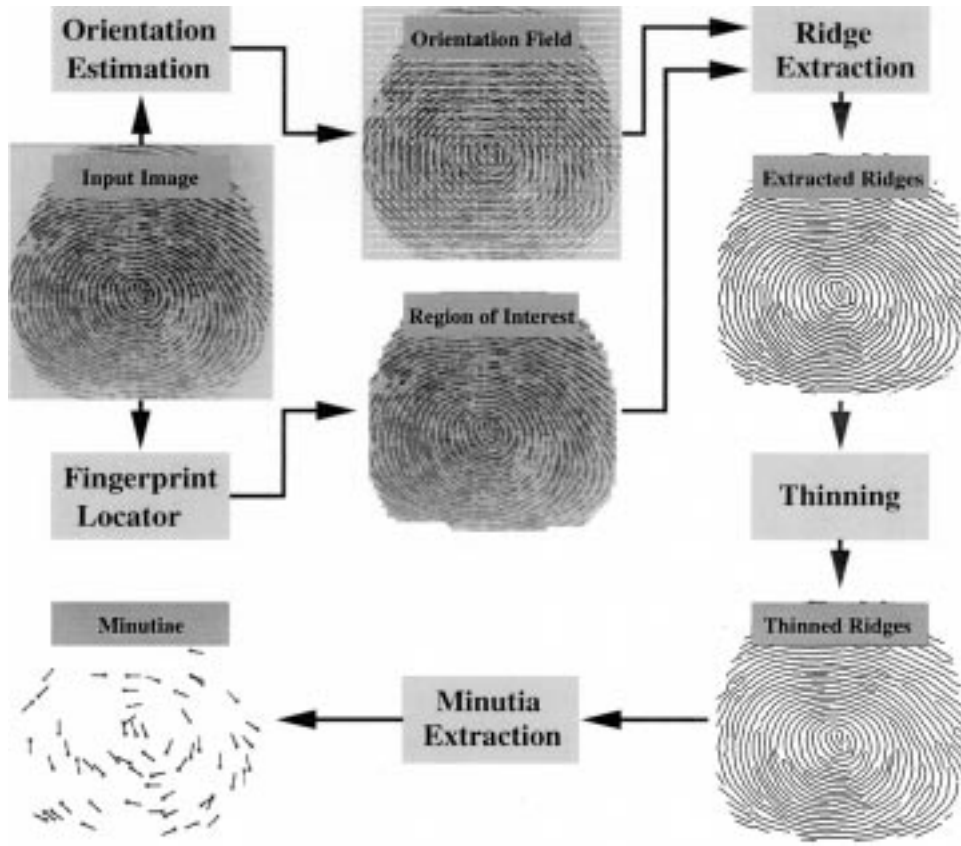 Orientation
Estimation
Orientation Field
Ridge
Extraction
Input Image
Extracted Ridges
Region of Interest
Fingerprint
Locator
Thinning
Minutiae
Thinned Ridges
Minutia
Extraction